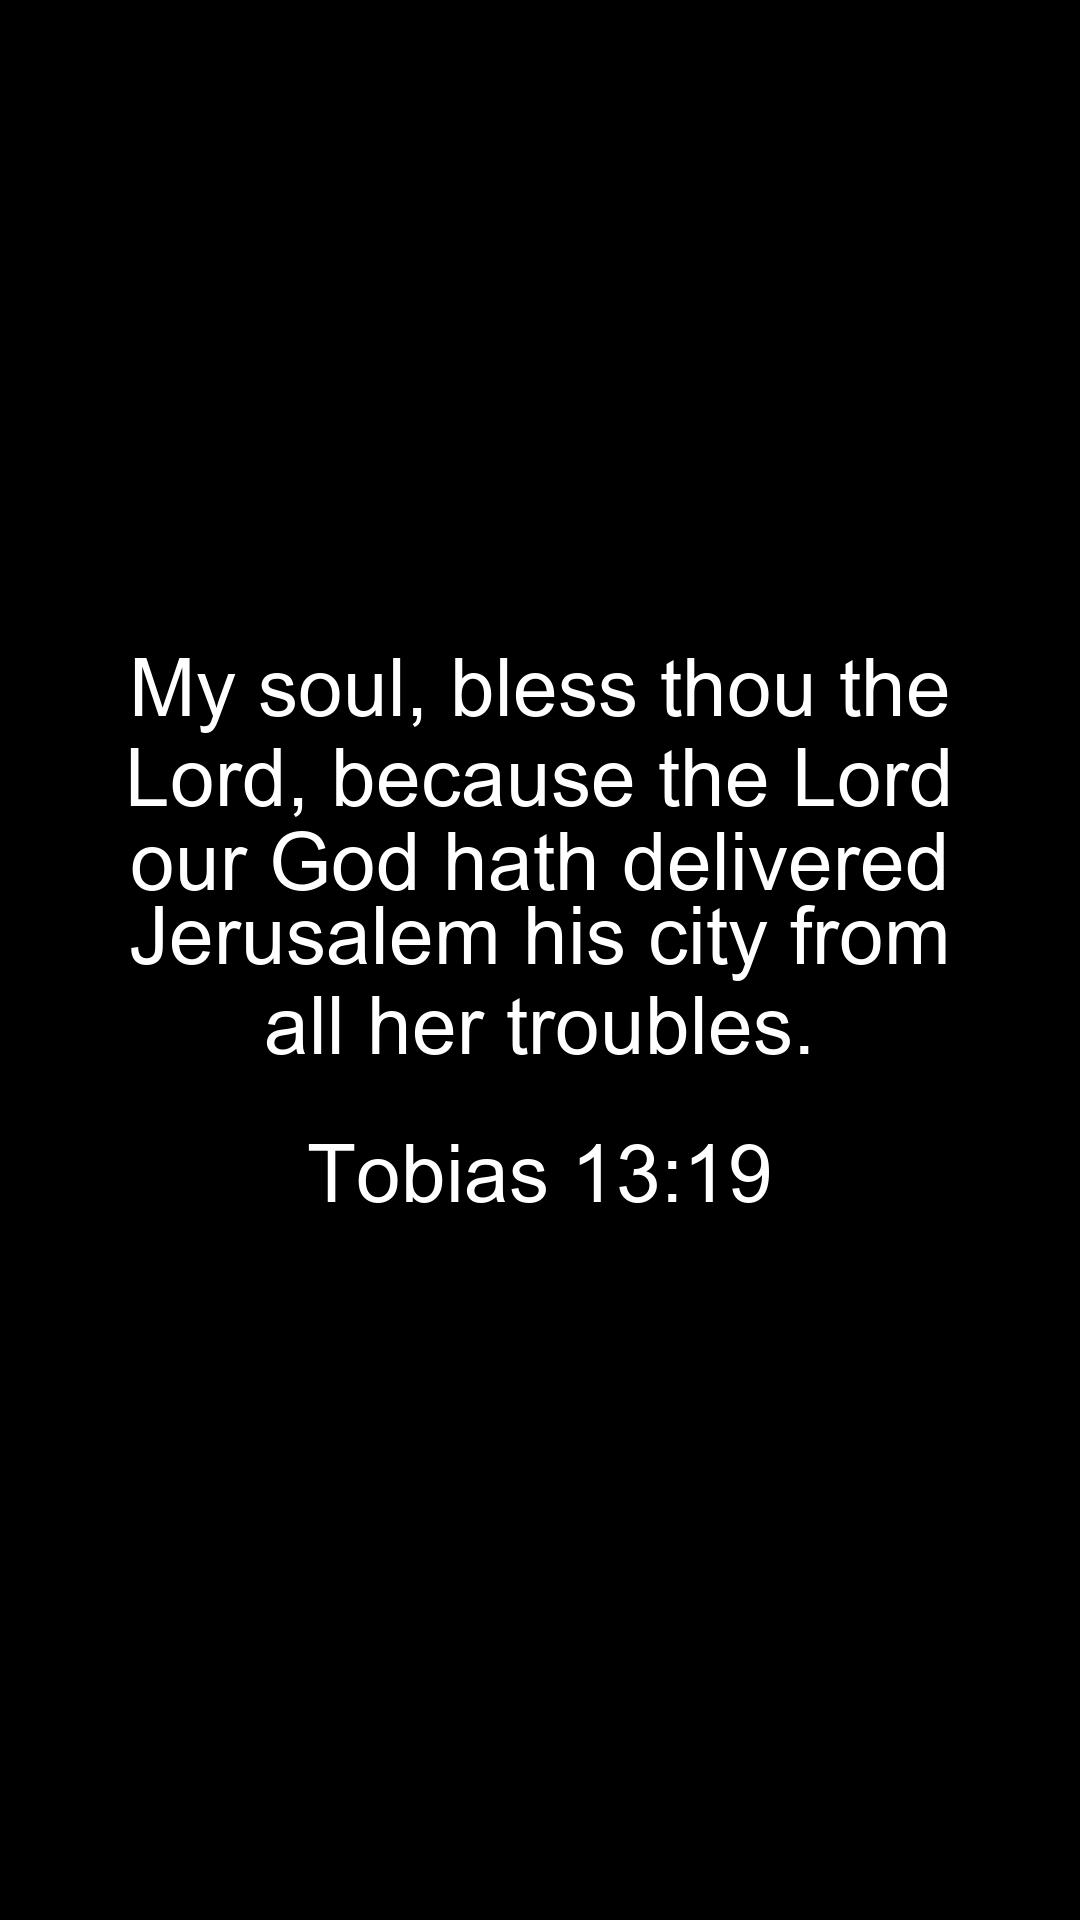 My soul, bless thou the
Lord, because the Lord
our God hath delivered
Jerusalem his city from
all her troubles.
Tobias 13:19